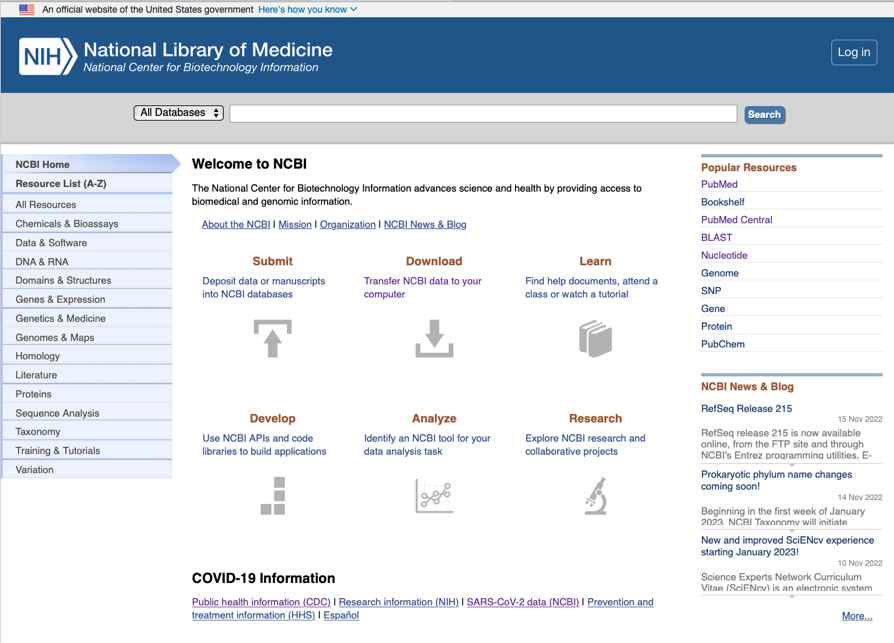 An official website of the United States government Here's how you know
NIH National Library of Medicine
National Center for Biotechnology Information
Log in
All Databases
Search
NCBI Home
Resource List (A-Z)
All Resources
Chemicals & Bioassays
Data & Software
DNA & RNA
Domains & Structures
Genes & Expression
Genetics & Medicine
Genomes & Maps
Homology
Literature
Proteins
Sequence Analysis
Taxonomy
Training & Tutorials
Variation
Welcome to NCBI
The National Center for Biotechnology Information advances science and health by providing access to
biomedical and genomic information.
About the NCBI | Mission | Organization | NCBI News & Blog
Submit
Deposit data or manuscripts
into NCBI databases
Download
Transfer NCBI data to your
computer
Learn
Find help documents, attend a
class or watch a tutorial
Develop
Use NCBI APIs and code
libraries to build applications
Analyze
Identify an NCBI tool for your
data analysis task
Research
Explore NCBI research and
collaborative projects
COVID-19 Information
Public health information (CDC) | Research information (NIH) | SARS-CoV-2 data (NCBI) | Prevention and
treatment information (HHS) | Español
Popular Resources
PubMed
Bookshelf
PubMed Central
BLAST
Nucleotide
Genome
SNP
Gene
Protein
PubChem
NCBI News & Blog
RefSeq Release 215
15 Nov 2022
RefSeq release 215 is now available
online, from the FTP site and through
NCBI's Entrez programming utilities. E-
Prokaryotic phylum name changes
coming soon!
14 Nov 2022
Beginning in the first week of January
2023, NCBI Taxonomy will initiate
New and improved SciENcv experience
starting January 2023!
10 Nov 2022
Science Experts Network Curriculum
Vitae (SciENcv) is an electronic system
More...